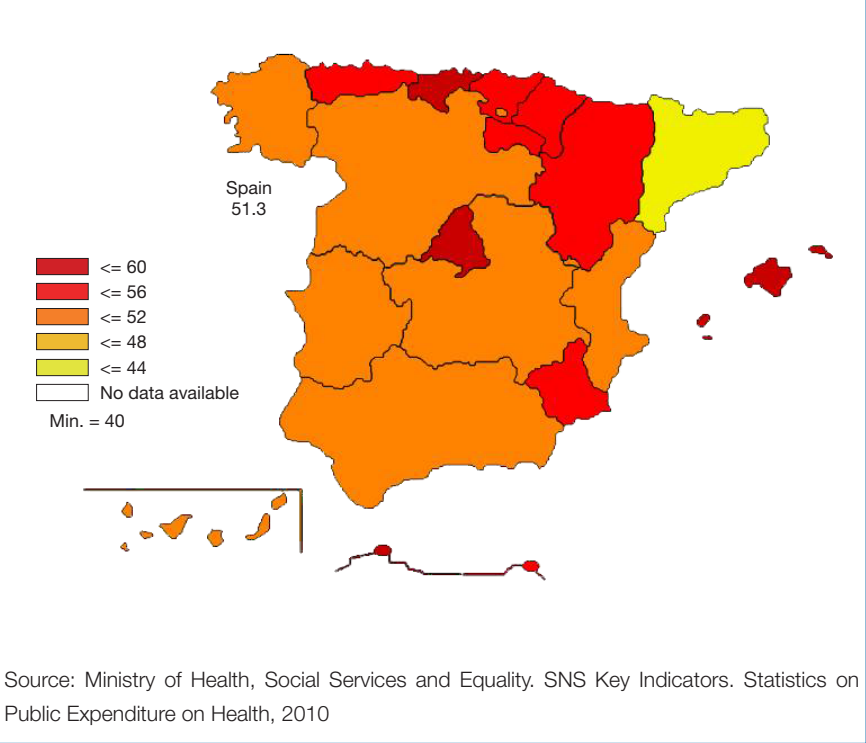 Spain
51.3
<= 60
<= 56
<= 52
<= 48
<= 44
No data available
Min. = 40
Source: Ministry of Health, Social Services and Equality. SNS Key Indicators. Statistics on
Public Expenditure on Health, 2010